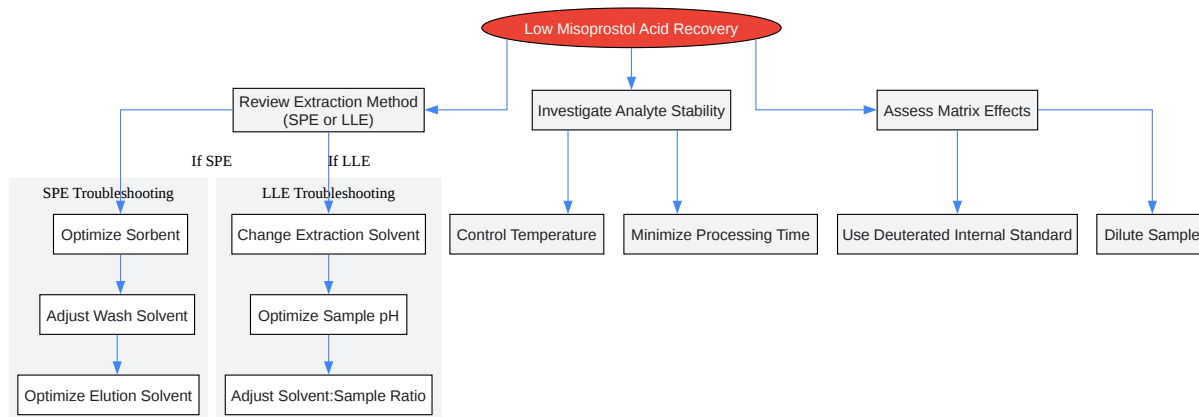 Low Misoprostol Acid Recovery
Review Extraction Method
(SPE or LLE)
Investigate Analyte Stability
Assess Matrix Effects
If SPE
If LLE
SPE Troubleshooting
LLE Troubleshooting
Optimize Sorbent
Change Extraction Solvent
Control Temperature
Minimize Processing Time
Use Deuterated Internal Standard
Dilute Sample
Adjust Wash Solvent
Optimize Sample pH
Optimize Elution Solvent
Adjust Solvent:Sample Ratio